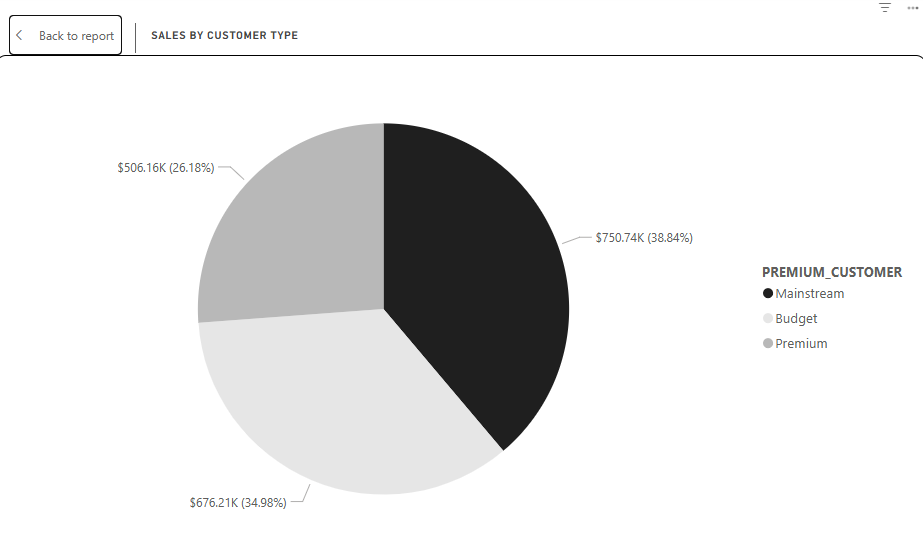 Back to report
SALES BY CUSTOMER TYPE
$506.16K (26.18%)
$750.74K (38.84%)
PREMIUM_CUSTOMER
Mainstream
Budget
Premium
$676.21K (34.98%)